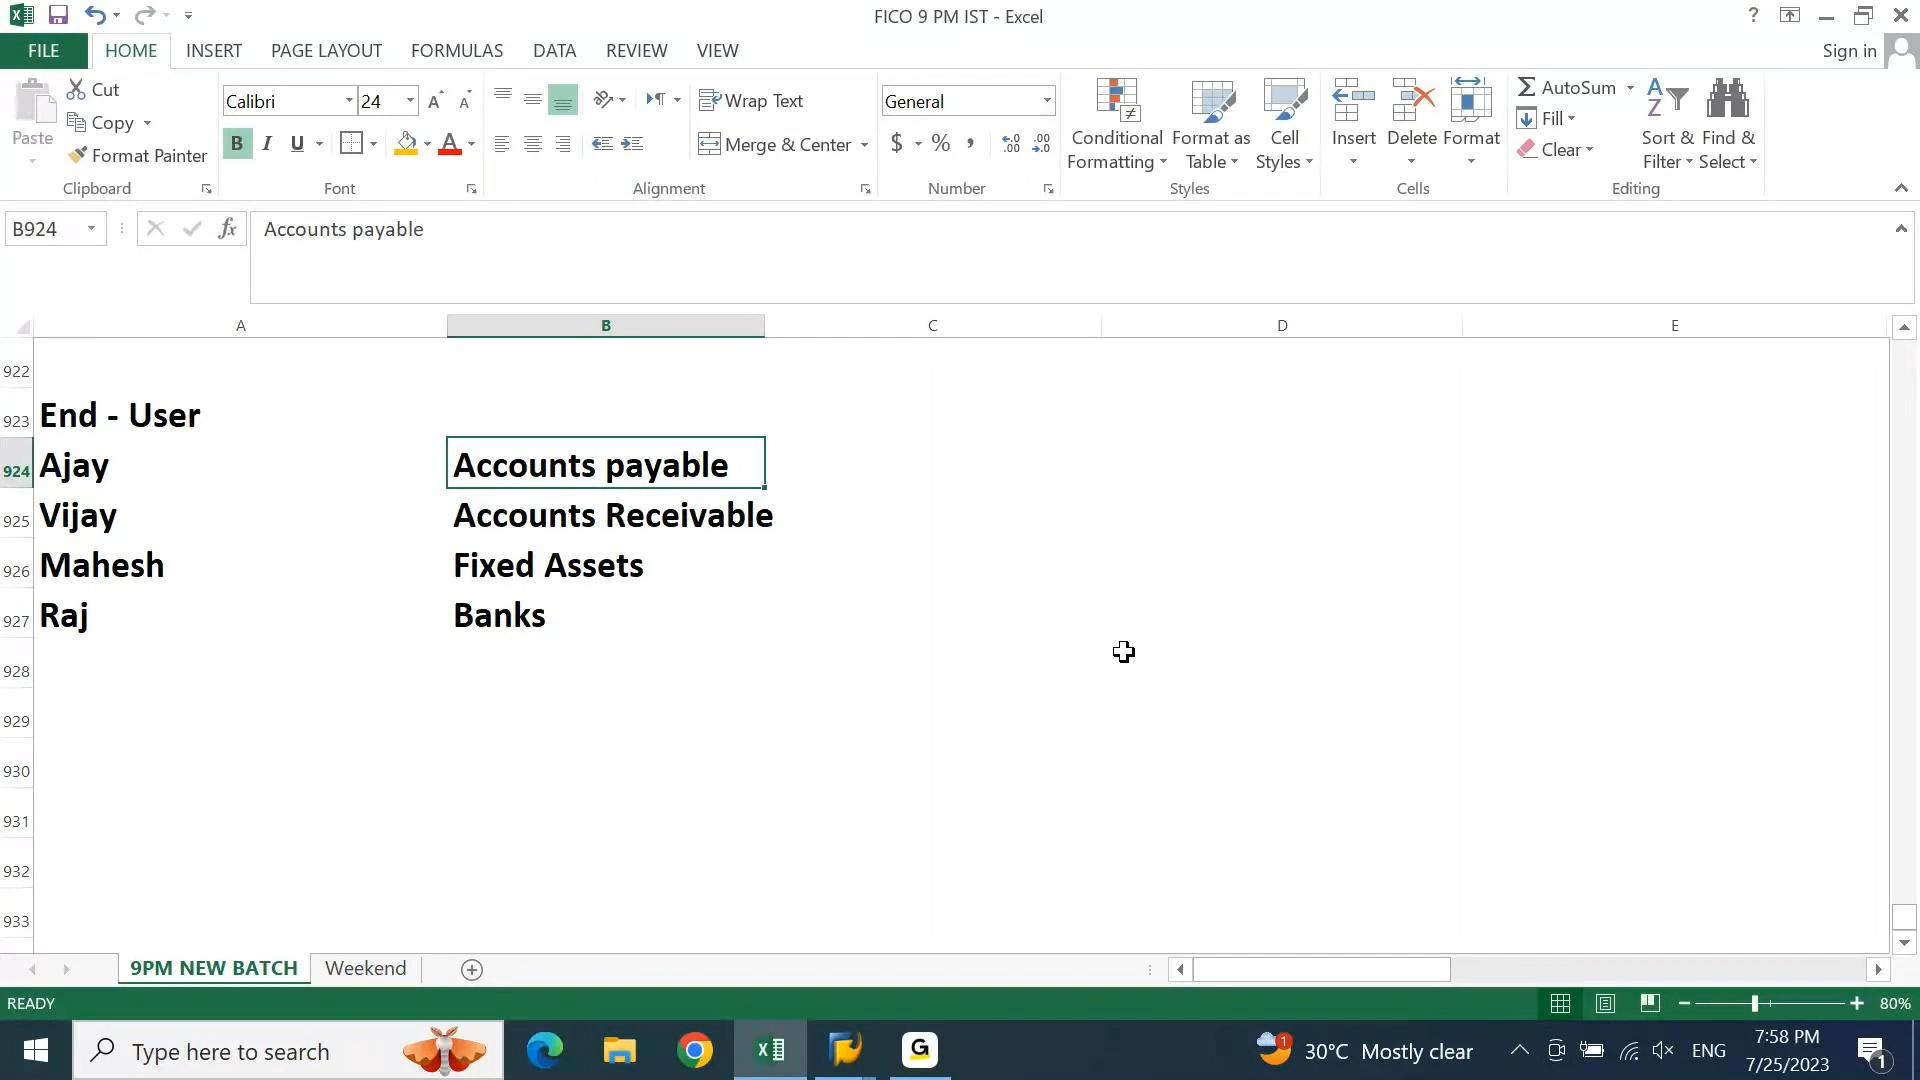 FICO 9 PM IST - Excel
?
FILE HOME INSERT PAGE LAYOUT FORMULAS DATA REVIEW VIEW Sign in
Paste
Cut
Copy
Format Painter
Clipboard
Calibri 24 A A
B I U A
Font
Wrap Text
Merge & Center
Alignment
General
$ % ,
Number
Conditional Formatting
Format as Table
Cell Styles
Styles
Insert Delete Format
Cells
AutoSum
Fill
Clear
Sort & Filter
Find & Select
Editing
B924 fx Accounts payable
A B C D E
922
923 End - User
924 Ajay Accounts payable
925 Vijay Accounts Receivable
926 Mahesh Fixed Assets
927 Raj Banks
928
929
930
931
932
933
9PM NEW BATCH Weekend
READY 80%
Type here to search
G
1
30°C Mostly clear
ENG
7:58 PM
7/25/2023
1